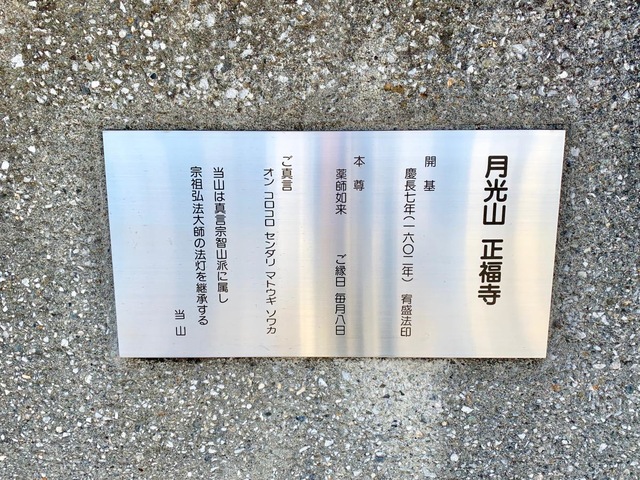 月光山 正福寺
開基
慶長七年(一六〇二年) 宥盛法印
本尊
薬師如来 ご縁日 毎月八日
ご真言
オン コロコロ センダリ マトウギ ソワカ
当山は真言宗智山派に属し
宗祖弘法大師の法灯を継承する
当山